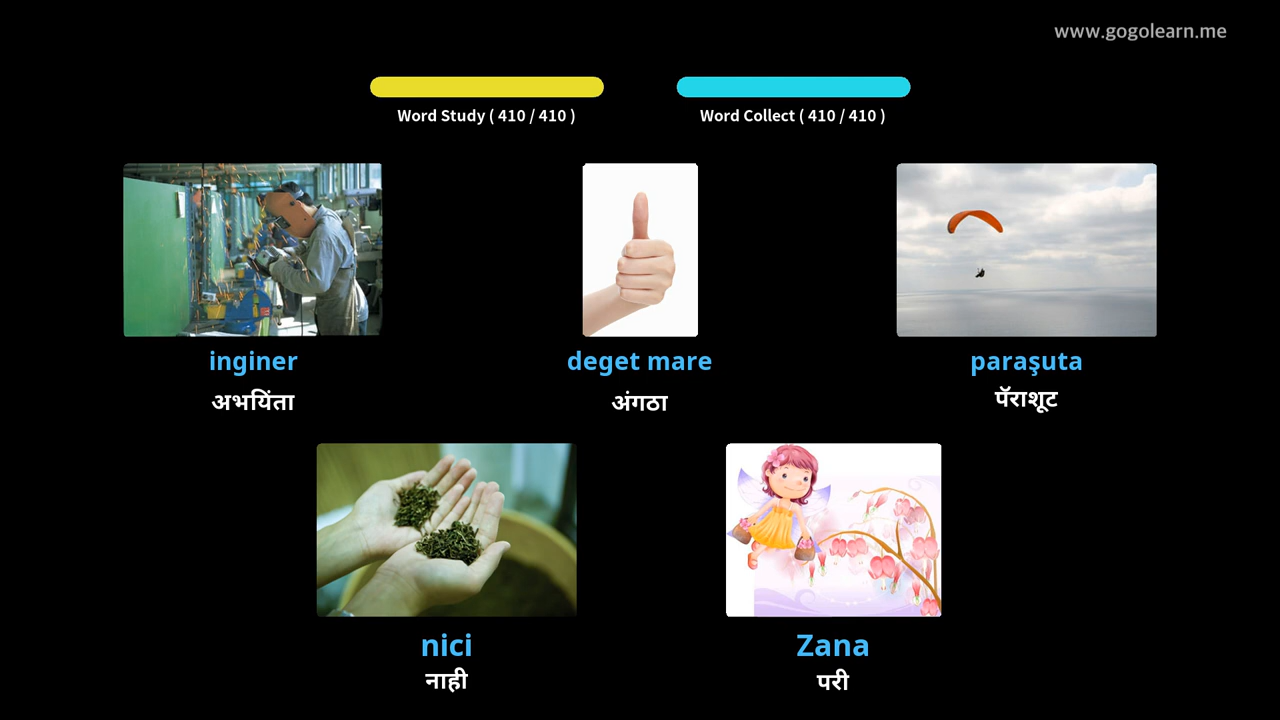 www.gogolearn.me
Word Study ( 410 / 410 )
Word Collect ( 410 / 410 )
inginer
deget mare
paraşuta
अभयिंता
अंगठा
पॅराशूट
nici
Zana
नाही
परी